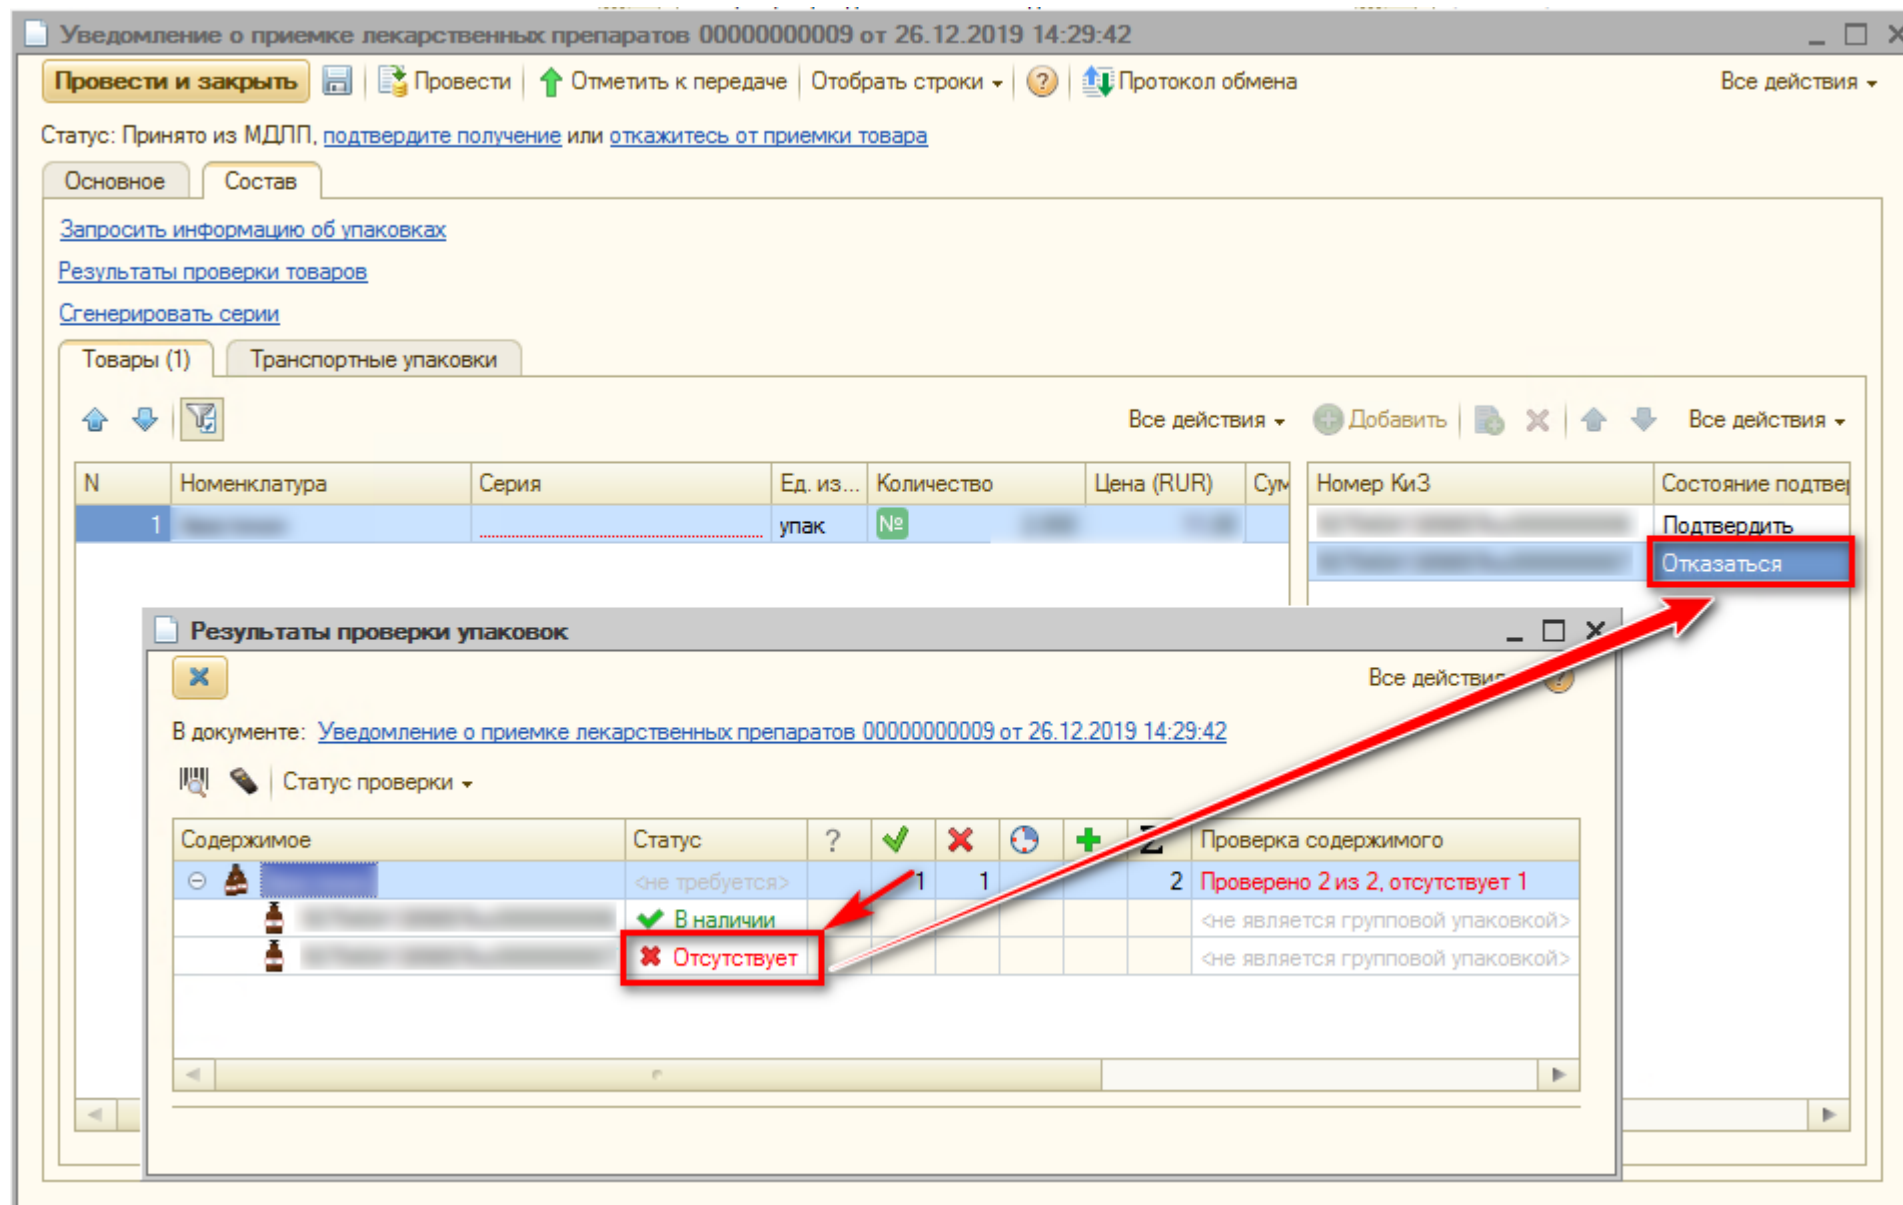 Уведомление о приемке лекарственных препаратов 00000000009 от 26.12.2019 14:29:42
Провести и закрыть Провести Отметить к передаче Отобрать строки ? Протокол обмена Все действия
Статус: Принято из МДЛП, подтвердите получение или откажитесь от приемки товара
Основное Состав
Запросить информацию об упаковках
Результаты проверки товаров
Сгенерировать серии
Товары (1) Транспортные упаковки
Все действия Добавить Все действия
N Номенклатура Серия Ед. из... Количество Цена (RUR) Сум Номер КиЗ Состояние подтвер
1 упак № Подтвердить
Отказаться
Результаты проверки упаковок
Все действия ?
В документе: Уведомление о приемке лекарственных препаратов 00000000009 от 26.12.2019 14:29:42
Статус проверки
Содержимое Статус ? Σ Проверка содержимого
<не требуется> 1 1 2 Проверено 2 из 2, отсутствует 1
В наличии <не является групповой упаковкой>
Отсутствует <не является групповой упаковкой>